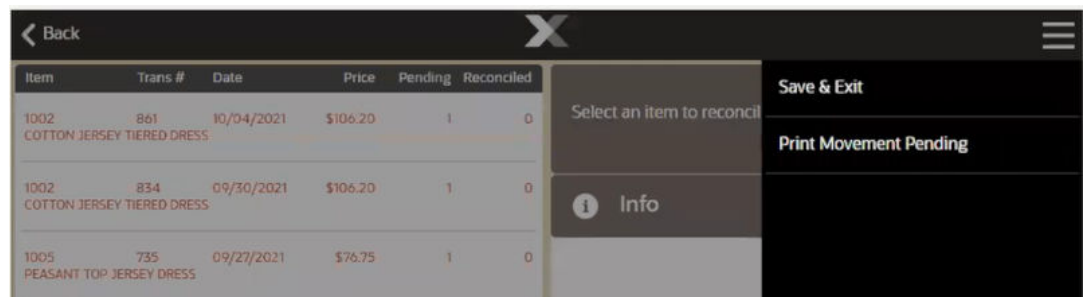 Back
Item Trans # Date Price Pending Reconciled
1002 861 10/04/2021 $106.20 1 0
COTTON JERSEY TIERED DRESS
1002 834 09/30/2021 $106.20 1 0
COTTON JERSEY TIERED DRESS
1005 735 09/27/2021 $76.75 1 0
PEASANT TOP JERSEY DRESS
Select an item to reconcil
Info
Save & Exit
Print Movement Pending